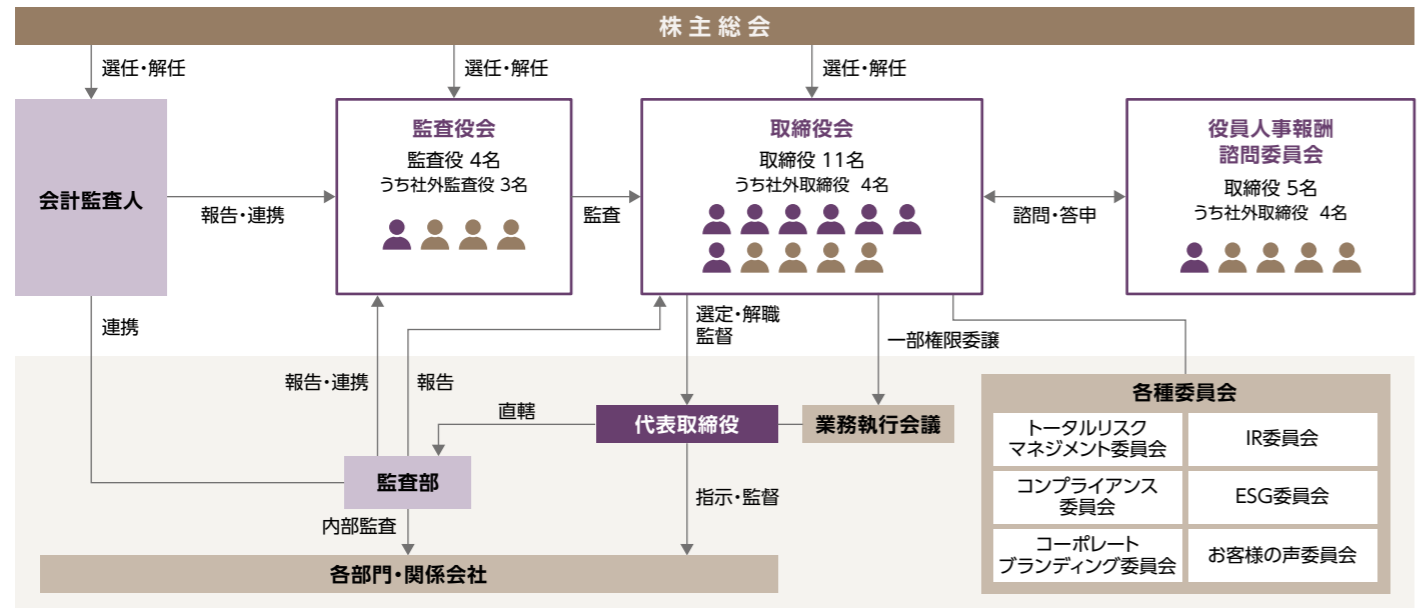 株主総会
選任・解任
選任・解任
選任・解任
会計監査人
報告・連携
監査役会
監査役 4名
うち社外監査役 3名
監査
取締役会
取締役 11名
うち社外取締役 4名
諮問・答申
役員人事報酬
諮問委員会
取締役 5名
うち社外取締役 4名
連携
報告・連携
報告
選定・解職
監督
一部権限委譲
直轄
代表取締役
業務執行会議
監査部
内部監査
指示・監督
各部門・関係会社
各種委員会
トータルリスク
マネジメント委員会
IR委員会
コンプライアンス
委員会
ESG委員会
コーポレート
ブランディング委員会
お客様の声委員会